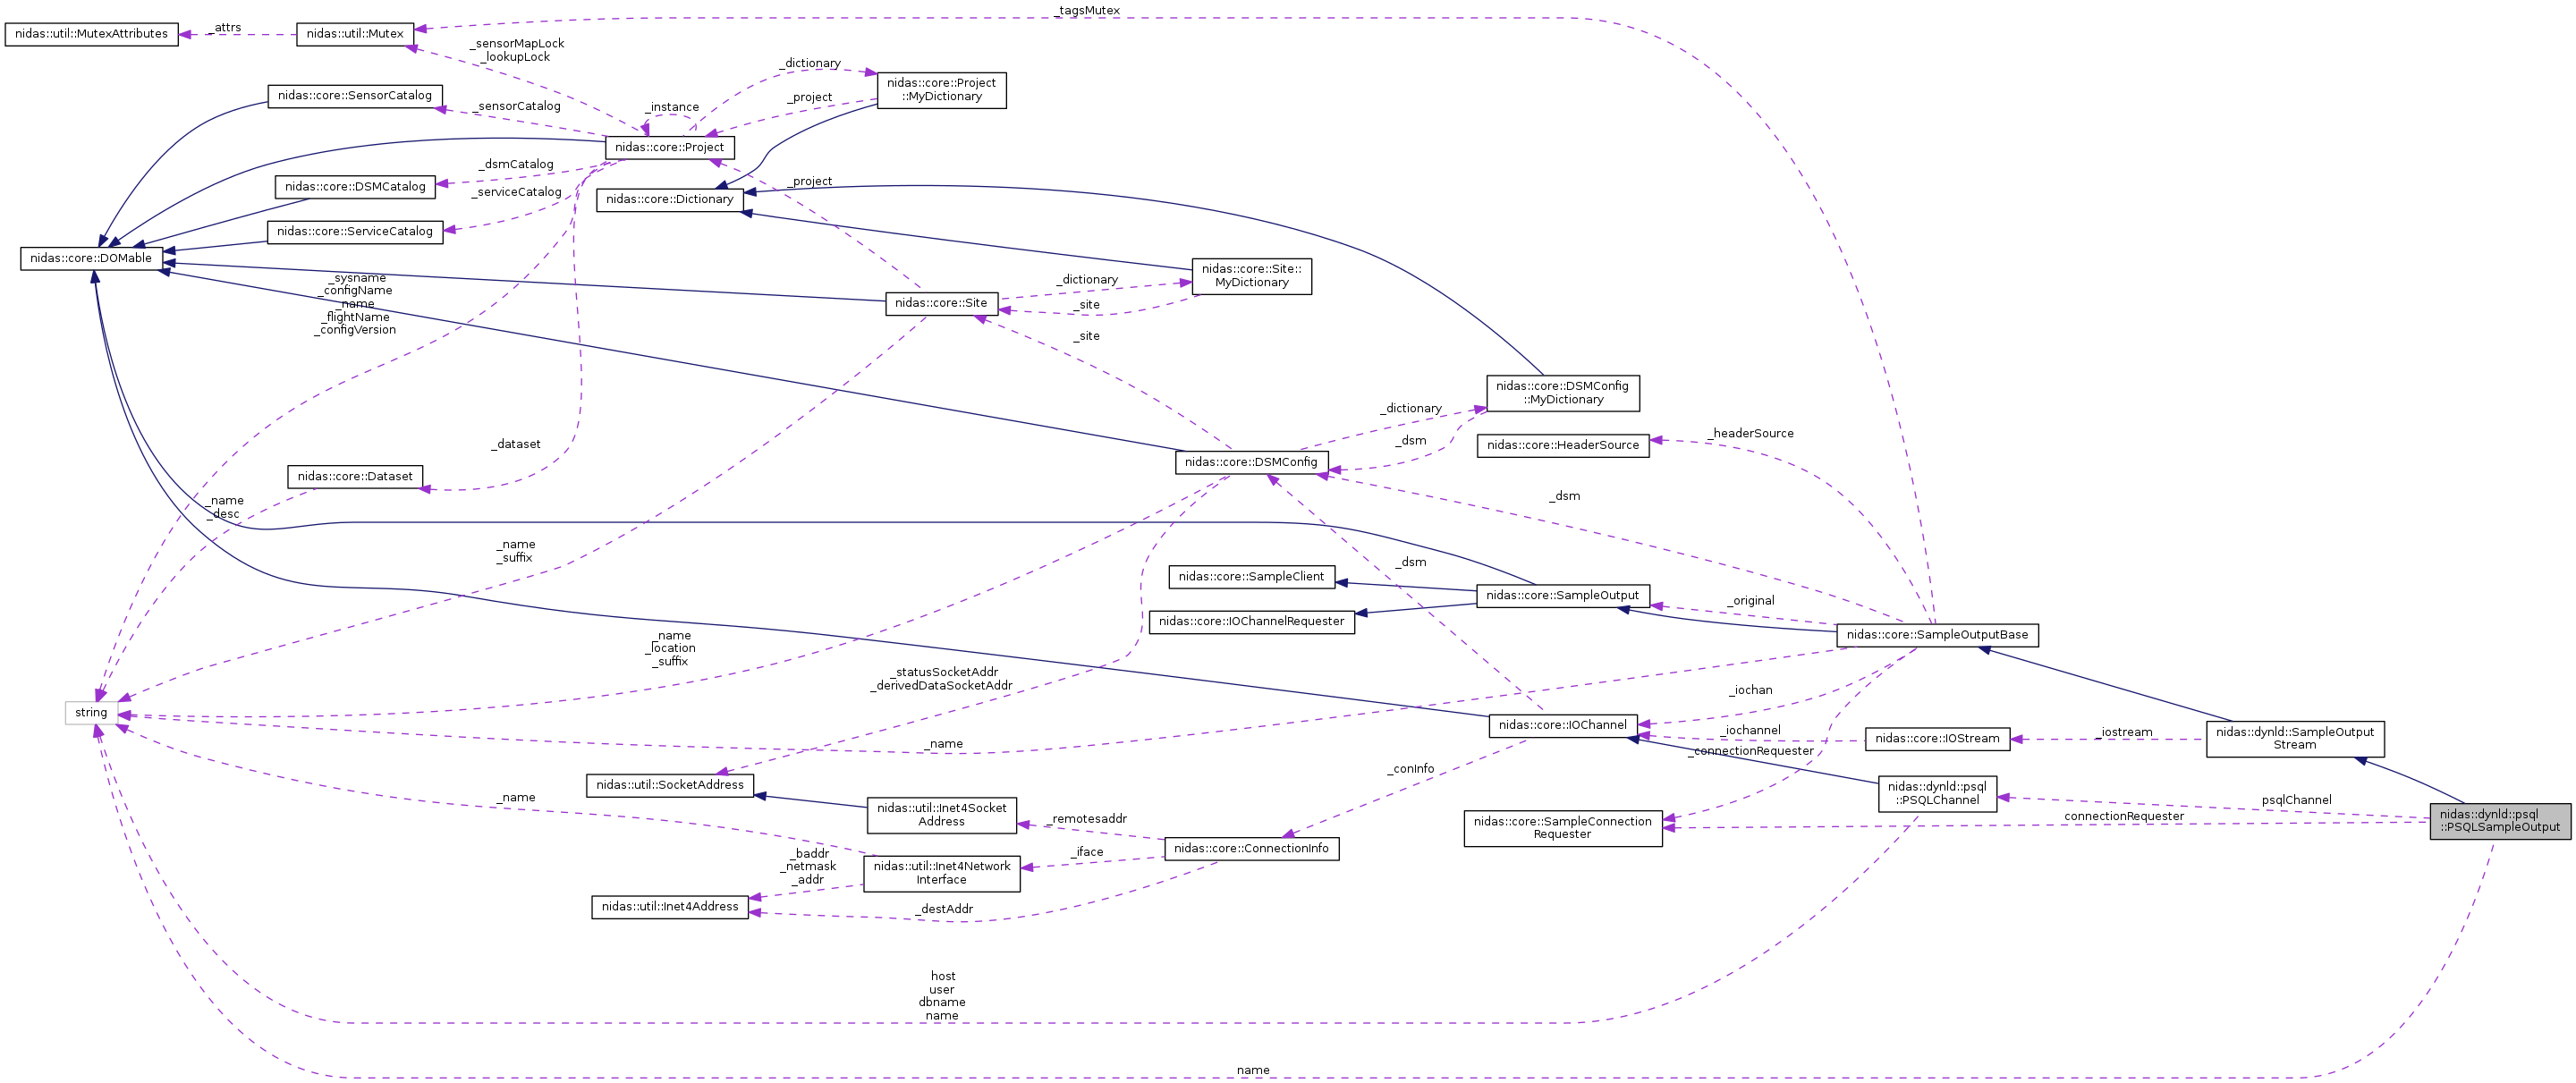 _tagsMutex
nidas::util::MutexAttributes
_attrs
nidas::util::Mutex
_sensorMapLock
_lookupLock
_dictionary
nidas::core::Project
::MyDictionary
nidas::core::SensorCatalog
_sensorCatalog
_instance
_project
nidas::core::Project
_dsmCatalog
nidas::core::DSMCatalog
_serviceCatalog
_project
nidas::core::Dictionary
nidas::core::ServiceCatalog
nidas::core::DOMable
_sysname
_configName
_name
_flightName
_configVersion
nidas::core::Site
_dictionary
_site
nidas::core::Site::
MyDictionary
_site
nidas::core::DSMConfig
::MyDictionary
_dictionary
_dsm
nidas::core::HeaderSource
_headerSource
_dataset
nidas::core::Dataset
nidas::core::DSMConfig
_dsm
_name
_desc
_name
_suffix
_dsm
nidas::core::SampleClient
nidas::core::SampleOutput
_original
nidas::core::IOChannelRequester
nidas::core::SampleOutputBase
_name
_location
_suffix
_statusSocketAddr
_derivedDataSocketAddr
_iochan
string
nidas::core::IOChannel
_iochannel
nidas::core::IOStream
_iostream
nidas::dynld::SampleOutput
Stream
_name
_connectionRequester
_conInfo
nidas::util::SocketAddress
nidas::dynld::psql
::PSQLChannel
psqlChannel
_name
nidas::util::Inet4Socket
Address
_remotesaddr
nidas::core::SampleConnection
Requester
connectionRequester
nidas::dynld::psql
::PSQLSampleOutput
_baddr
_netmask
_addr
nidas::util::Inet4Network
Interface
_iface
nidas::core::ConnectionInfo
nidas::util::Inet4Address
_destAddr
host
user
dbname
name
name